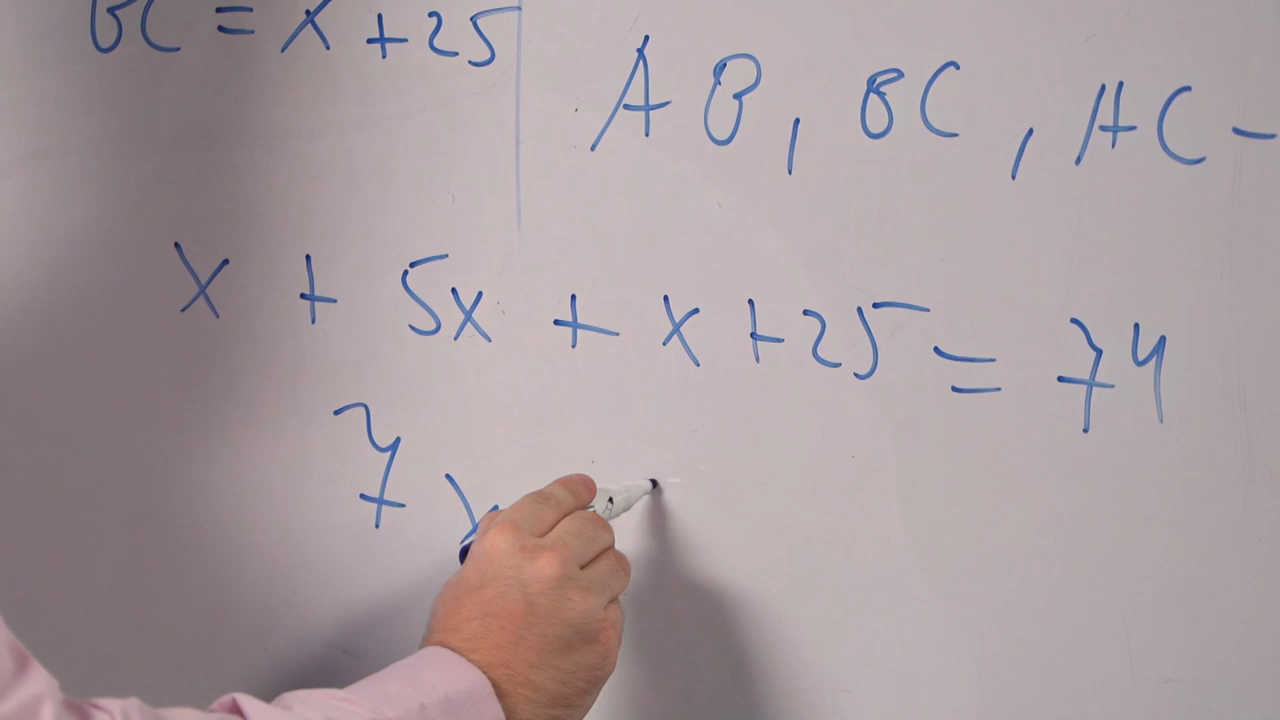 BC = x + 25
AB, BC, AC -
x + 5x + x + 25 = 74
7x